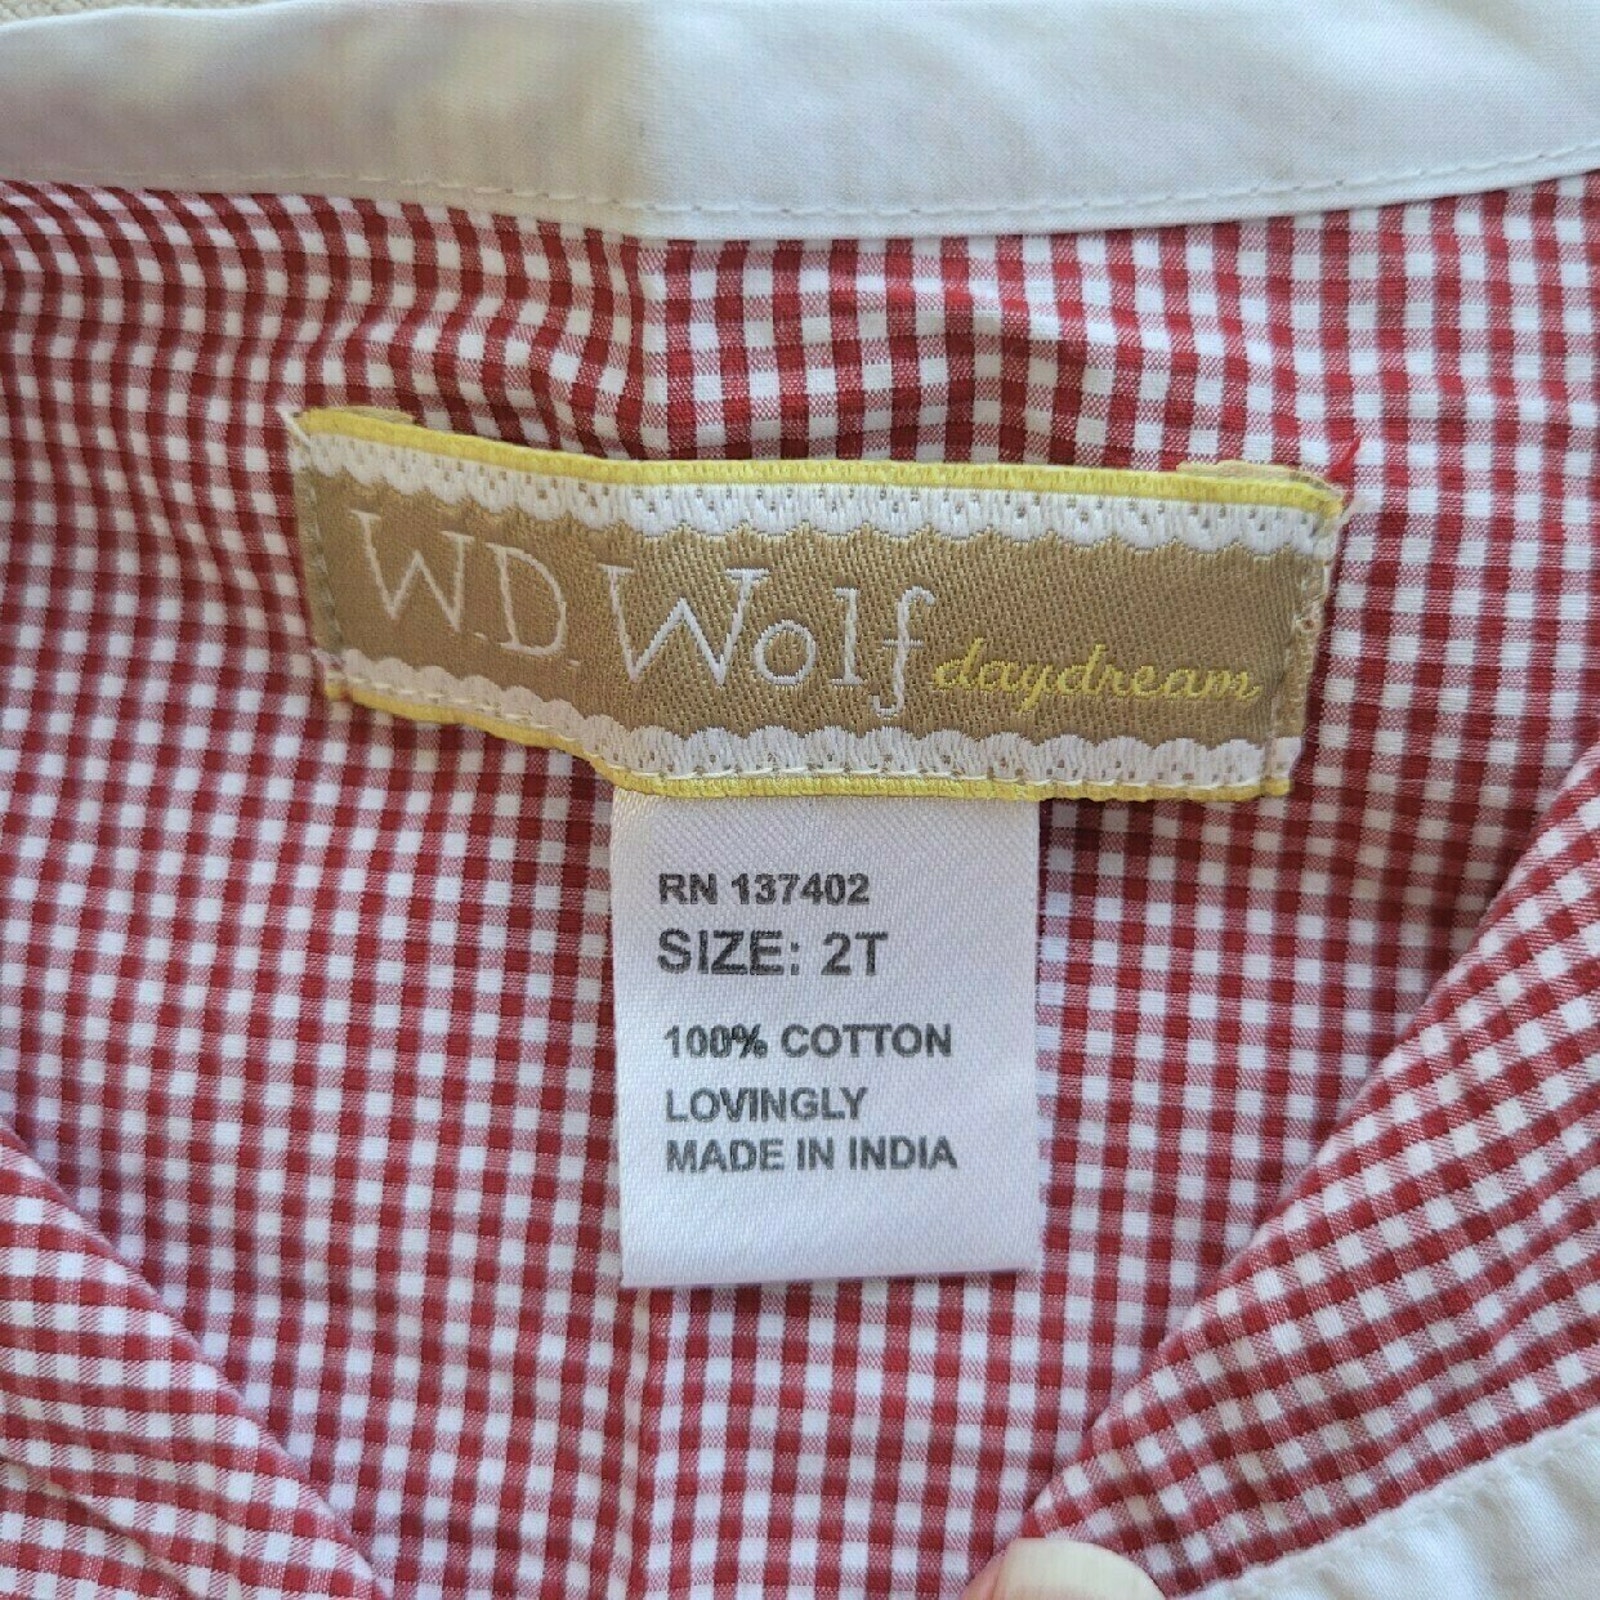 W.D. Wolf daydream
RN 137402
SIZE: 2T
100% COTTON
LOVINGLY
MADE IN INDIA